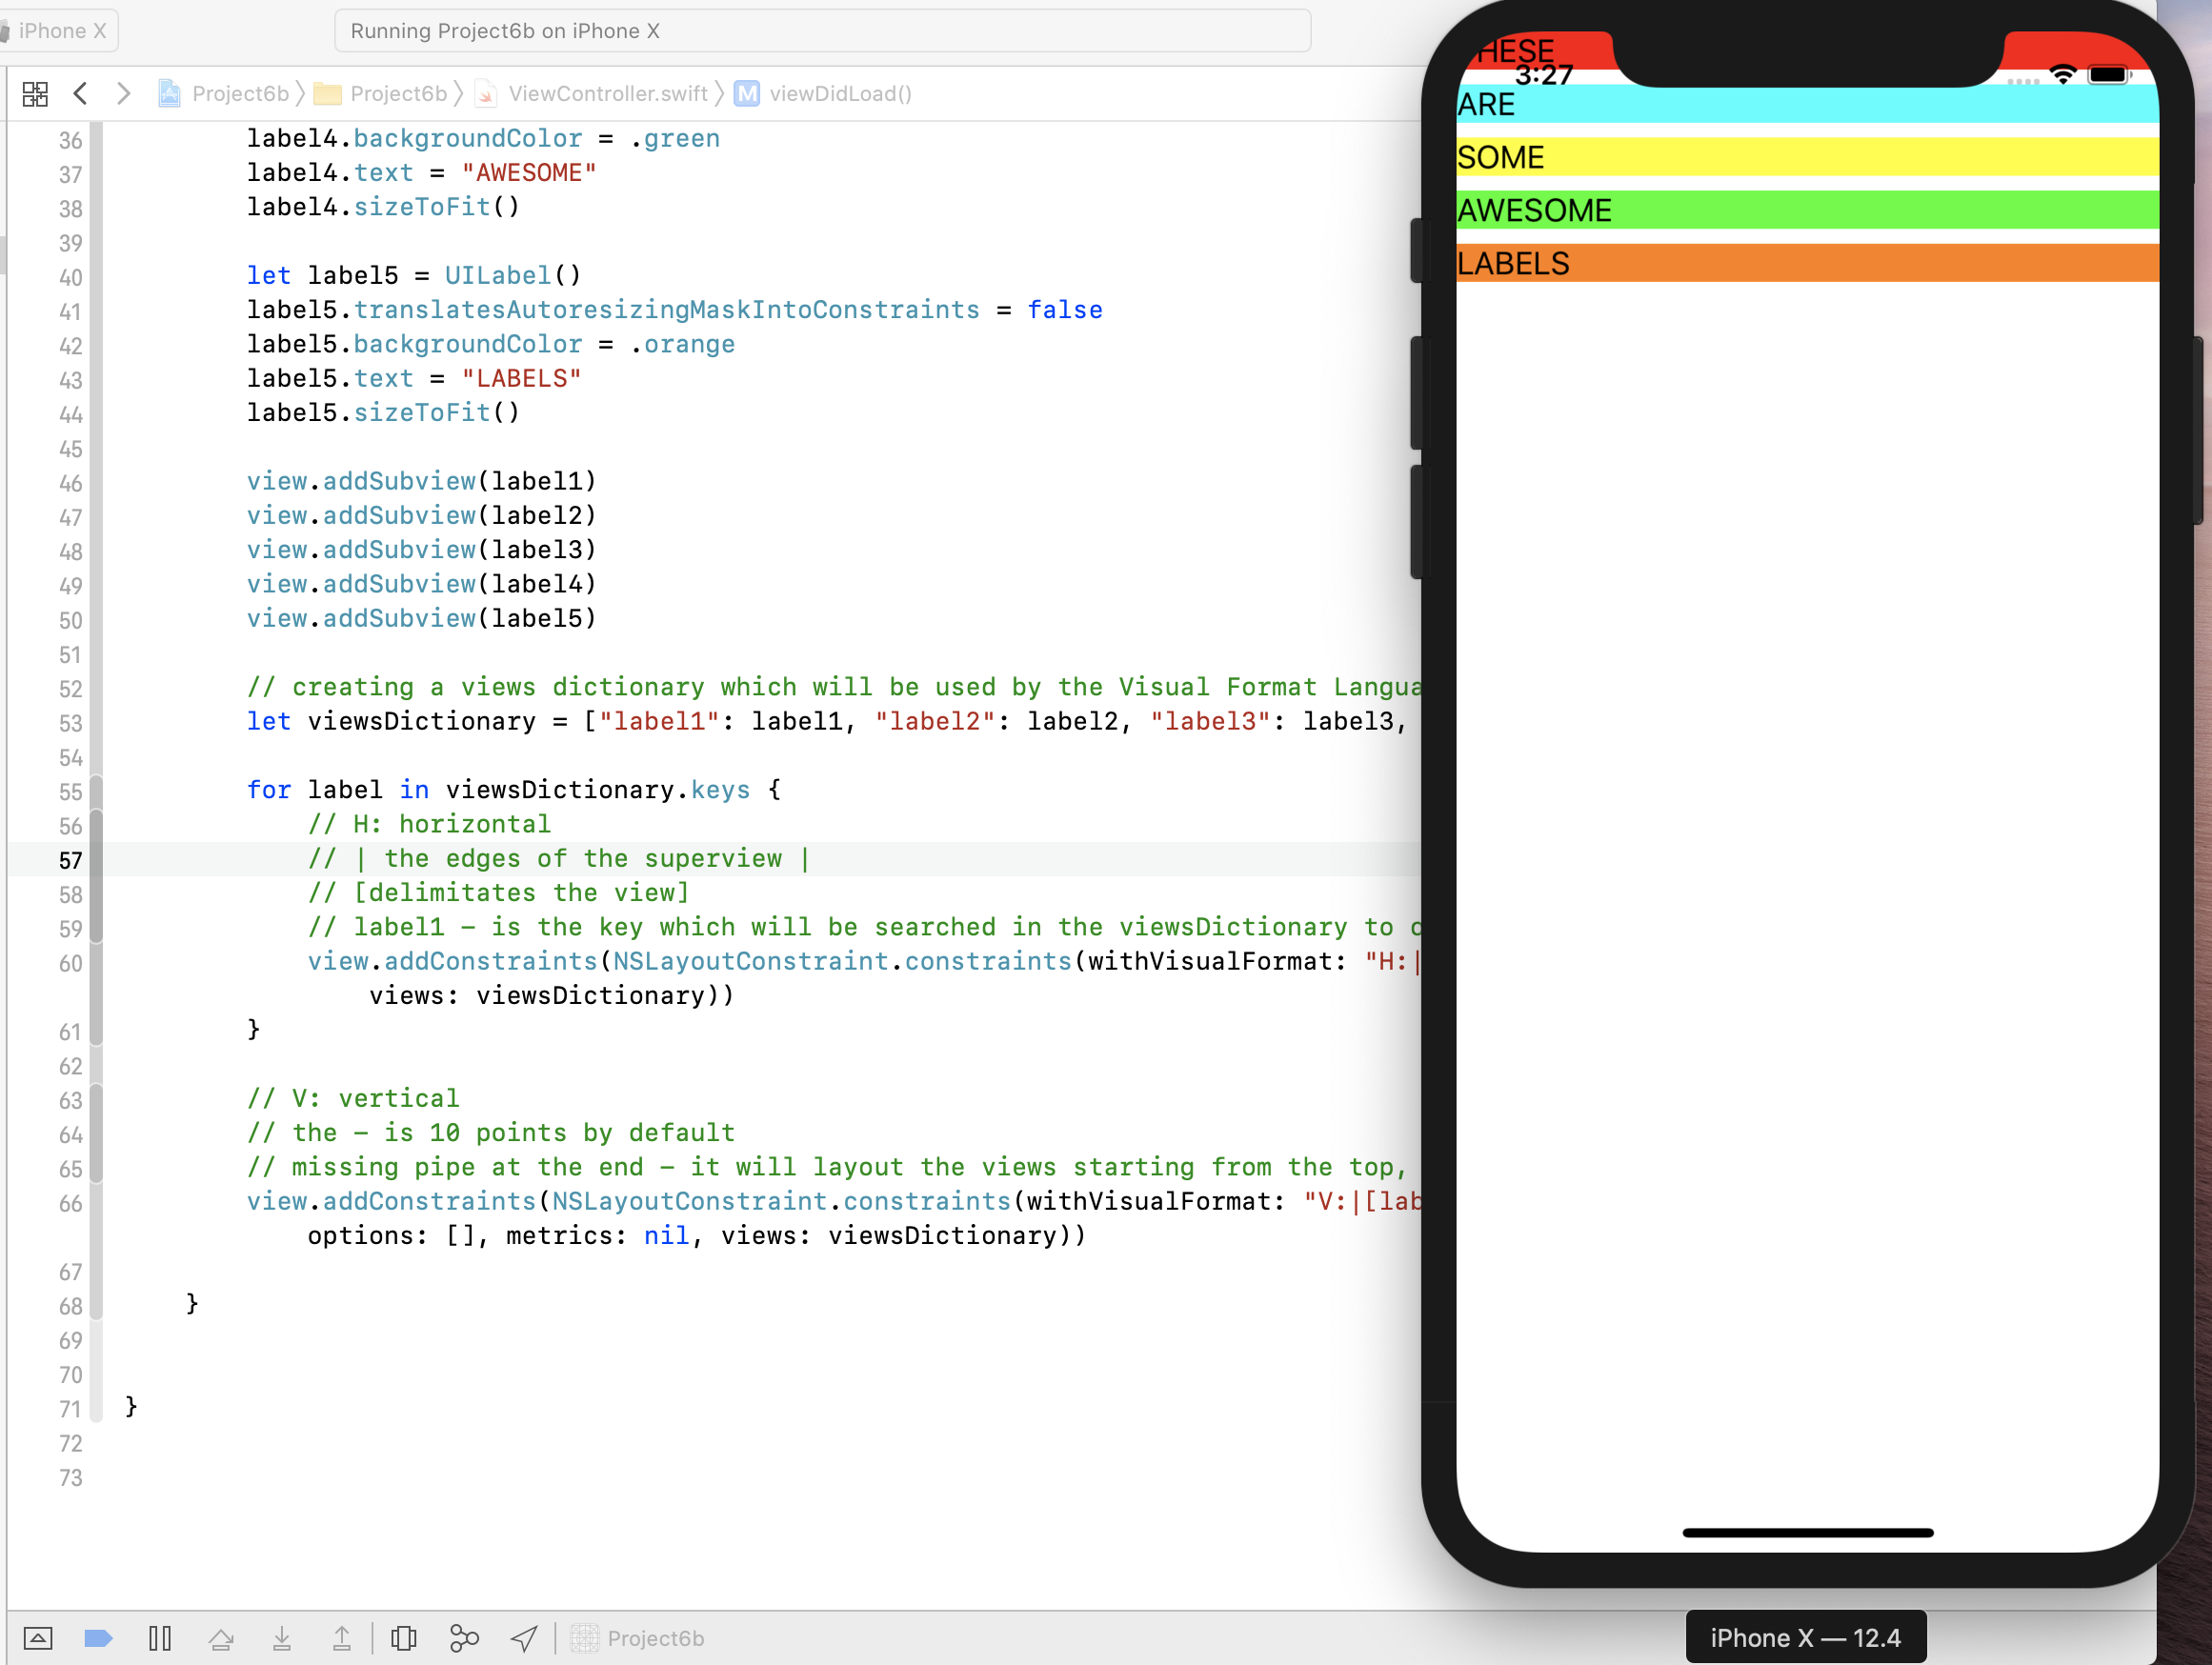 iPhone X
Running Project6b on iPhone X
Project6b
Project6b
ViewController.swift
M viewDidLoad()
36 label4.backgroundColor = .green
37 label4.text = "AWESOME"
38 label4.sizeToFit()
39
40 let label5 = UILabel()
41 label5.translatesAutoresizingMaskIntoConstraints = false
42 label5.backgroundColor = .orange
43 label5.text = "LABELS"
44 label5.sizeToFit()
45
46 view.addSubview(label1)
47 view.addSubview(label2)
48 view.addSubview(label3)
49 view.addSubview(label4)
50 view.addSubview(label5)
51
52 // creating a views dictionary which will be used by the Visual Format Langua
53 let viewsDictionary = ["label1": label1, "label2": label2, "label3": label3,
54
55 for label in viewsDictionary.keys {
56 // H: horizontal
57 // | the edges of the superview |
58 // [delimitates the view]
59 // label1 – is the key which will be searched in the viewsDictionary to
60 view.addConstraints(NSLayoutConstraint.constraints(withVisualFormat: "H:|
views: viewsDictionary))
61 }
62
63 // V: vertical
64 // the – is 10 points by default
65 // missing pipe at the end – it will layout the views starting from the top,
66 view.addConstraints(NSLayoutConstraint.constraints(withVisualFormat: "V:|[lab
options: [], metrics: nil, views: viewsDictionary))
67
68 }
69
70
71 }
72
73
Project6b
HESE
3:27
ARE
SOME
AWESOME
LABELS
iPhone X — 12.4